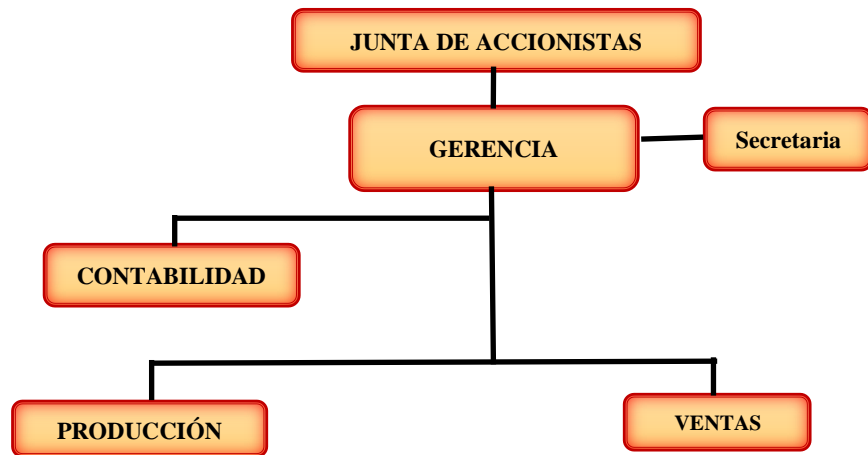 JUNTA DE ACCIONISTAS
GERENCIA
Secretaria
CONTABILIDAD
PRODUCCIÓN
VENTAS